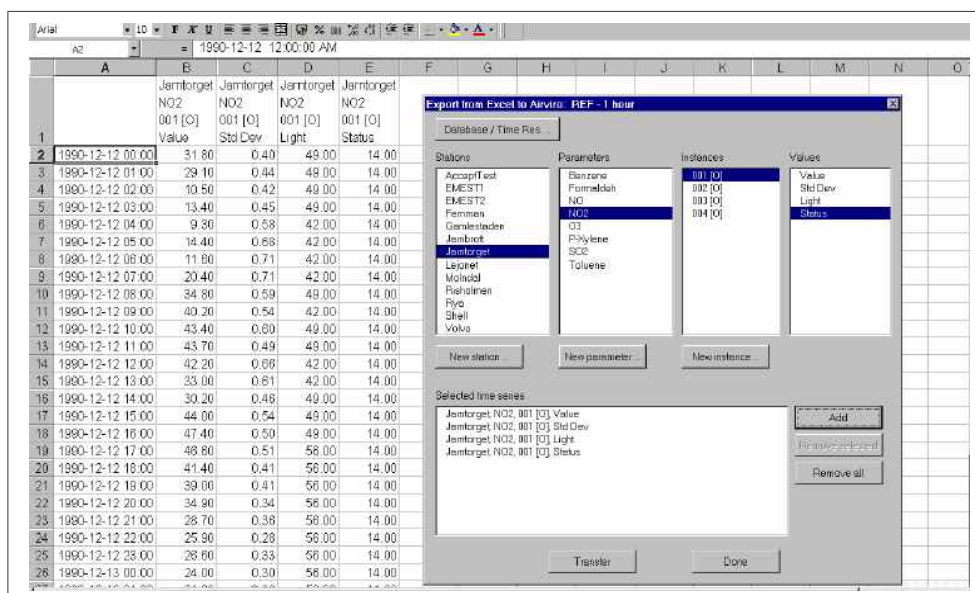 Arial 10
A2 = 1990-12-12 12:00:00 AM
A B C D E F G H I J K L M N O
Jarntorget Jarntorget Jarntorget Jarntorget
NO2 NO2 NO2 NO2
001 [O] 001 [O] 001 [O] 001 [O]
1 Value Std Dev Light Status
2 1990-12-12 00:00 31.80 0.40 49.00 14.00
3 1990-12-12 01:00 29.10 0.44 49.00 14.00
4 1990-12-12 02:00 10.50 0.42 49.00 14.00
5 1990-12-12 03:00 13.40 0.45 49.00 14.00
6 1990-12-12 04:00 9.30 0.58 42.00 14.00
7 1990-12-12 05:00 14.40 0.68 42.00 14.00
8 1990-12-12 06:00 11.60 0.71 42.00 14.00
9 1990-12-12 07:00 20.40 0.71 42.00 14.00
10 1990-12-12 08:00 34.80 0.59 49.00 14.00
11 1990-12-12 09:00 40.20 0.54 42.00 14.00
12 1990-12-12 10:00 43.40 0.60 49.00 14.00
13 1990-12-12 11:00 43.70 0.49 49.00 14.00
14 1990-12-12 12:00 42.20 0.66 42.00 14.00
15 1990-12-12 13:00 33.00 0.61 42.00 14.00
16 1990-12-12 14:00 30.20 0.46 49.00 14.00
17 1990-12-12 15:00 44.00 0.54 49.00 14.00
18 1990-12-12 16:00 47.40 0.50 49.00 14.00
19 1990-12-12 17:00 46.60 0.51 56.00 14.00
20 1990-12-12 18:00 41.40 0.41 56.00 14.00
21 1990-12-12 19:00 39.00 0.41 56.00 14.00
22 1990-12-12 20:00 34.90 0.34 56.00 14.00
23 1990-12-12 21:00 28.70 0.36 56.00 14.00
24 1990-12-12 22:00 25.90 0.28 56.00 14.00
25 1990-12-12 23:00 26.60 0.33 56.00 14.00
26 1990-12-13 00:00 24.00 0.30 56.00 14.00
Export from Excel to Airviro: REF - 1 hour
Database / Time Res...
Stations Parameters Instances Values
AcceptTest
EMEST1
EMEST2
Femman
Gamlestaden
Jarnbrott
Jarntorget
Lejonet
Molndal
Risholmen
Rya
Shell
Volvo
Benzene
Formaldeh
NO
NO2
O3
P-Xylene
SO2
Toluene
001 [O]
002 [O]
003 [O]
004 [O]
Value
Std Dev
Light
Status
New station... New parameter... New instance...
Selected time series
Jarntorget, NO2, 001 [O], Value
Jarntorget, NO2, 001 [O], Std Dev
Jarntorget, NO2, 001 [O], Light
Jarntorget, NO2, 001 [O], Status
Add
Remove selected
Remove all
Transfer Done